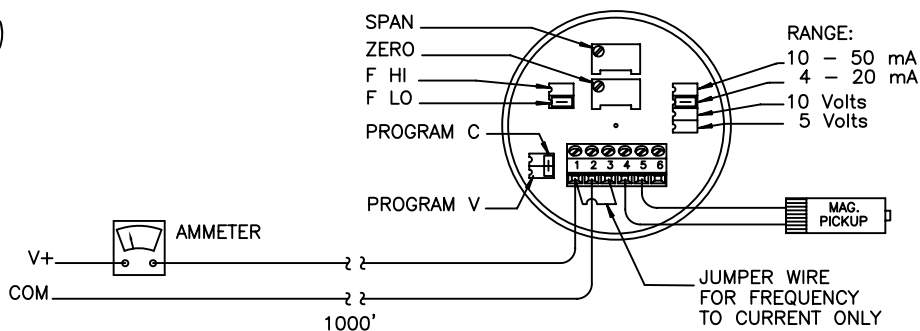 SPAN
ZERO
F HI
F LO
PROGRAM C
PROGRAM V
RANGE:
10 - 50 mA
4 - 20 mA
10 Volts
5 Volts
1 2 3 4 5 6
MAG.
PICKUP
AMMETER
V+
COM
1000'
JUMPER WIRE
FOR FREQUENCY
TO CURRENT ONLY